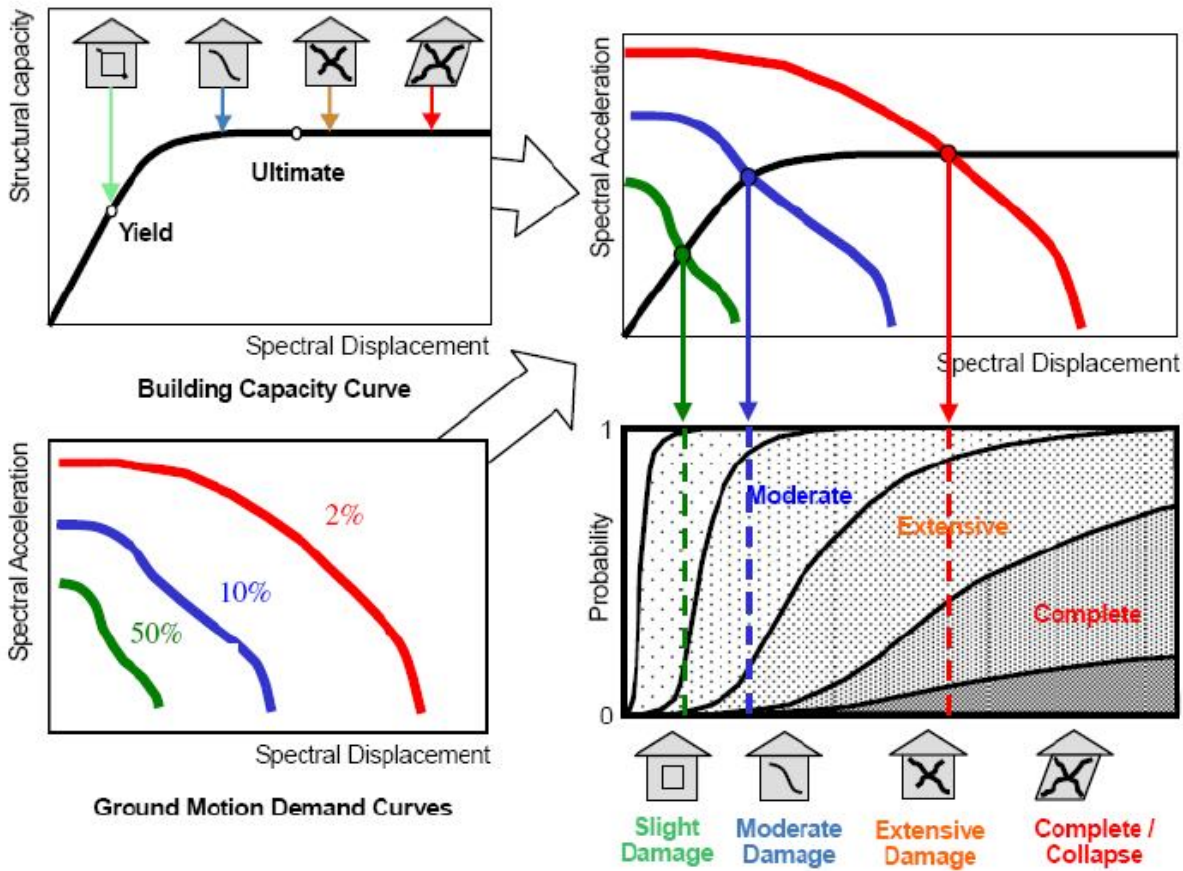 Structural capacity
Yield
Ultimate
Spectral Displacement
Building Capacity Curve
Spectral Acceleration
2%
10%
50%
Spectral Displacement
Ground Motion Demand Curves
Spectral Acceleration
Spectral Displacement
Probability
1
0
Moderate
Extensive
Complete
Slight
Damage
Moderate
Damage
Extensive
Damage
Complete /
Collapse